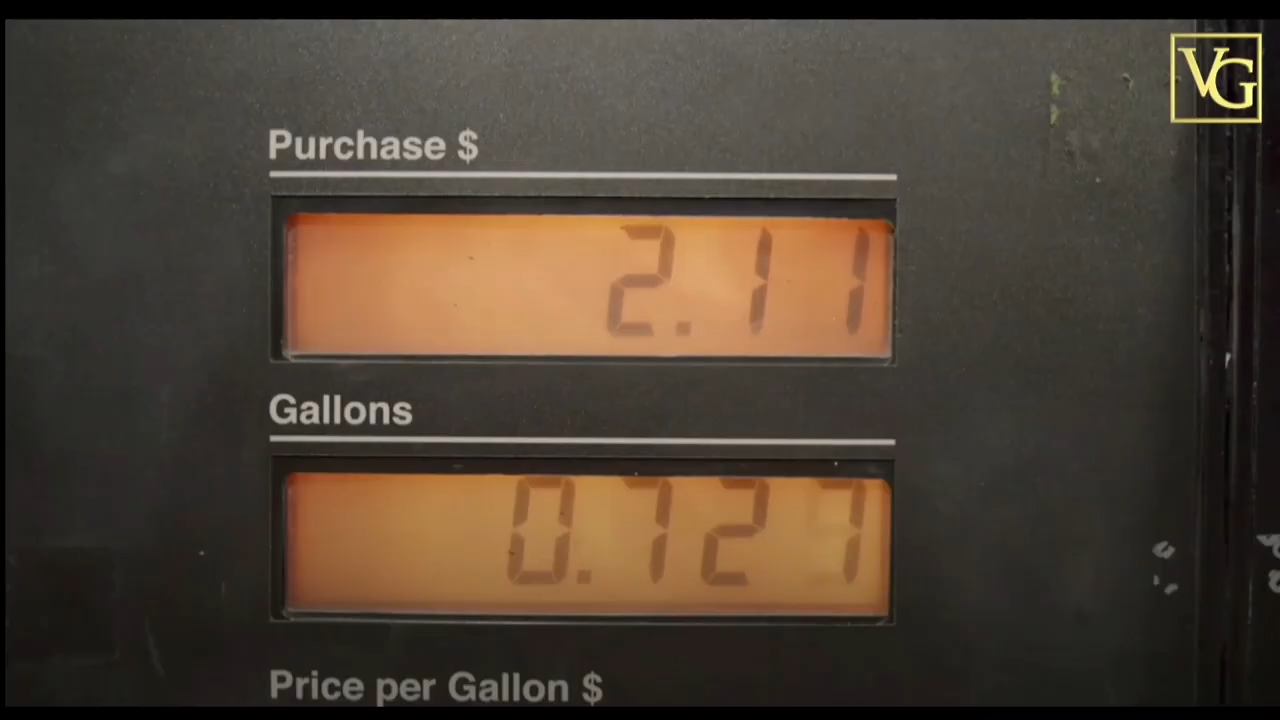 VG
Purchase $
2.11
Gallons
0.727
Price per Gallon $